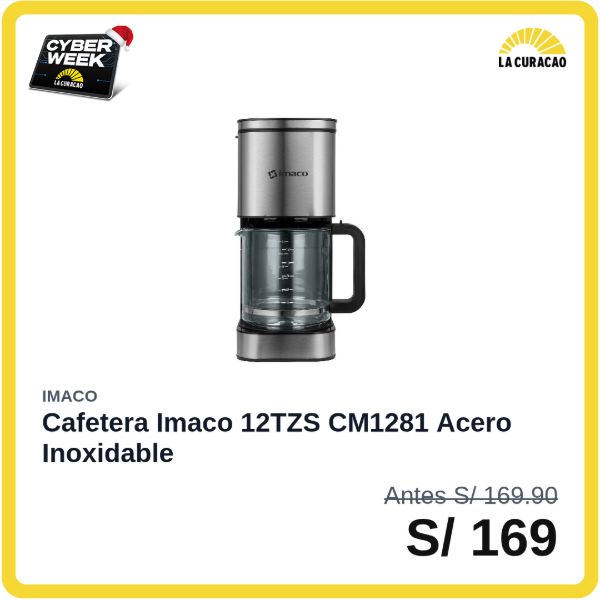 CYBER
WEEK
LA CURACAO
LA CURACAO
imaco
IMACO
Cafetera Imaco 12TZS CM1281 Acero
Inoxidable
Antes S/ 169.90
S/ 169